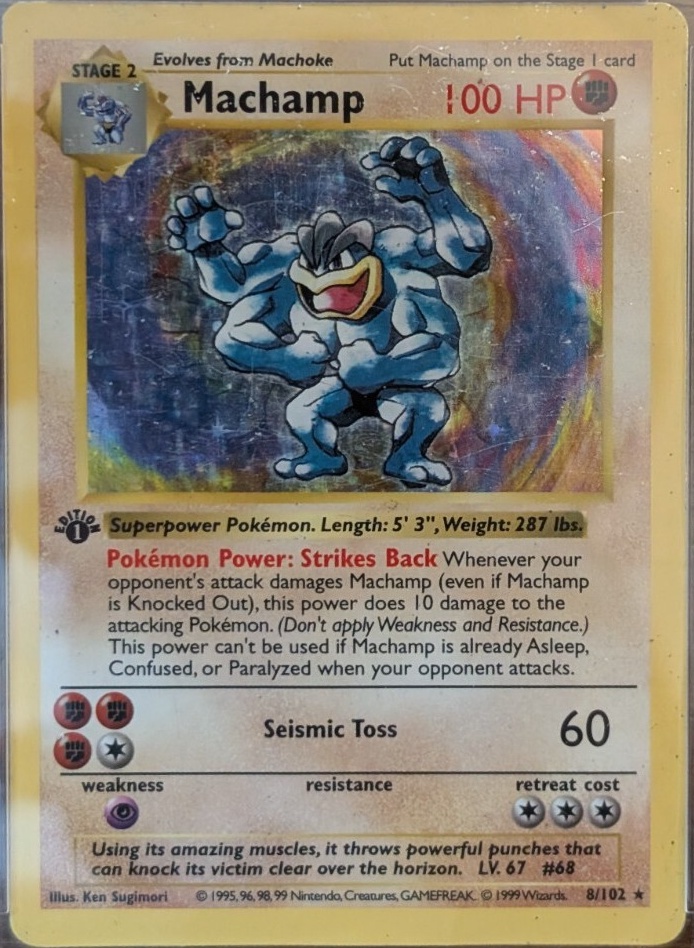 Evolves from Machoke Put Machamp on the Stage 1 card
STAGE 2
Machamp 100 HP
EDITION 1
Superpower Pokémon. Length: 5' 3", Weight: 287 lbs.
Pokémon Power: Strikes Back Whenever your
opponent's attack damages Machamp (even if Machamp
is Knocked Out), this power does 10 damage to the
attacking Pokémon. (Don't apply Weakness and Resistance.)
This power can't be used if Machamp is already Asleep,
Confused, or Paralyzed when your opponent attacks.
Seismic Toss 60
weakness resistance retreat cost
Using its amazing muscles, it throws powerful punches that
can knock its victim clear over the horizon. LV. 67 #68
Illus. Ken Sugimori © 1995, 96, 98, 99 Nintendo, Creatures, GAMEFREAK. © 1999 Wizards. 8/102 ★